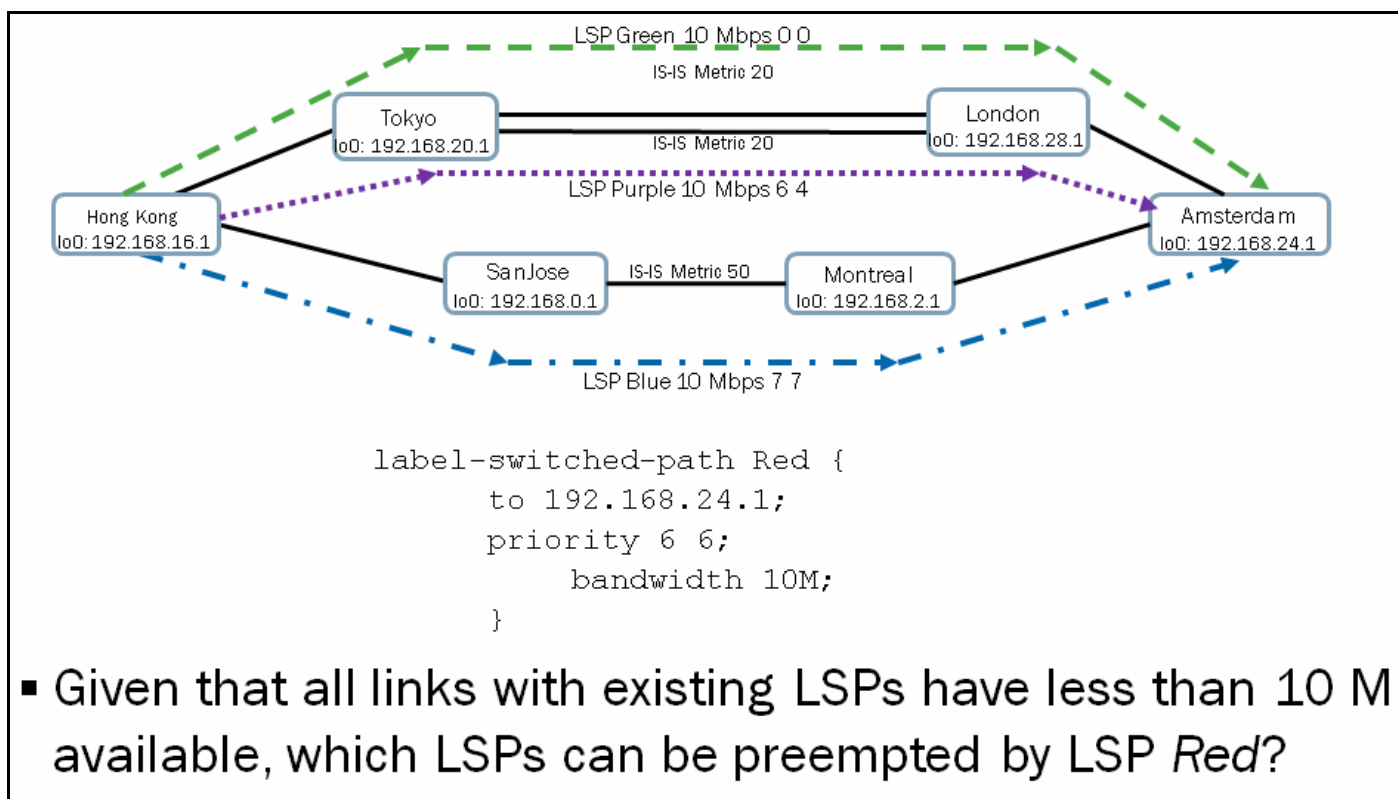 LSP Green 10 Mbps 0 0
IS-IS Metric 20
Tokyo
lo0: 192.168.20.1
London
lo0: 192.168.28.1
IS-IS Metric 20
LSP Purple 10 Mbps 6 4
Hong Kong
lo0: 192.168.16.1
Amsterdam
lo0: 192.168.24.1
SanJose
lo0: 192.168.0.1
IS-IS Metric 50
Montreal
lo0: 192.168.2.1
LSP Blue 10 Mbps 7 7
label-switched-path Red {
to 192.168.24.1;
priority 6 6;
bandwidth 10M;
}
▪ Given that all links with existing LSPs have less than 10 M
available, which LSPs can be preempted by LSP Red?